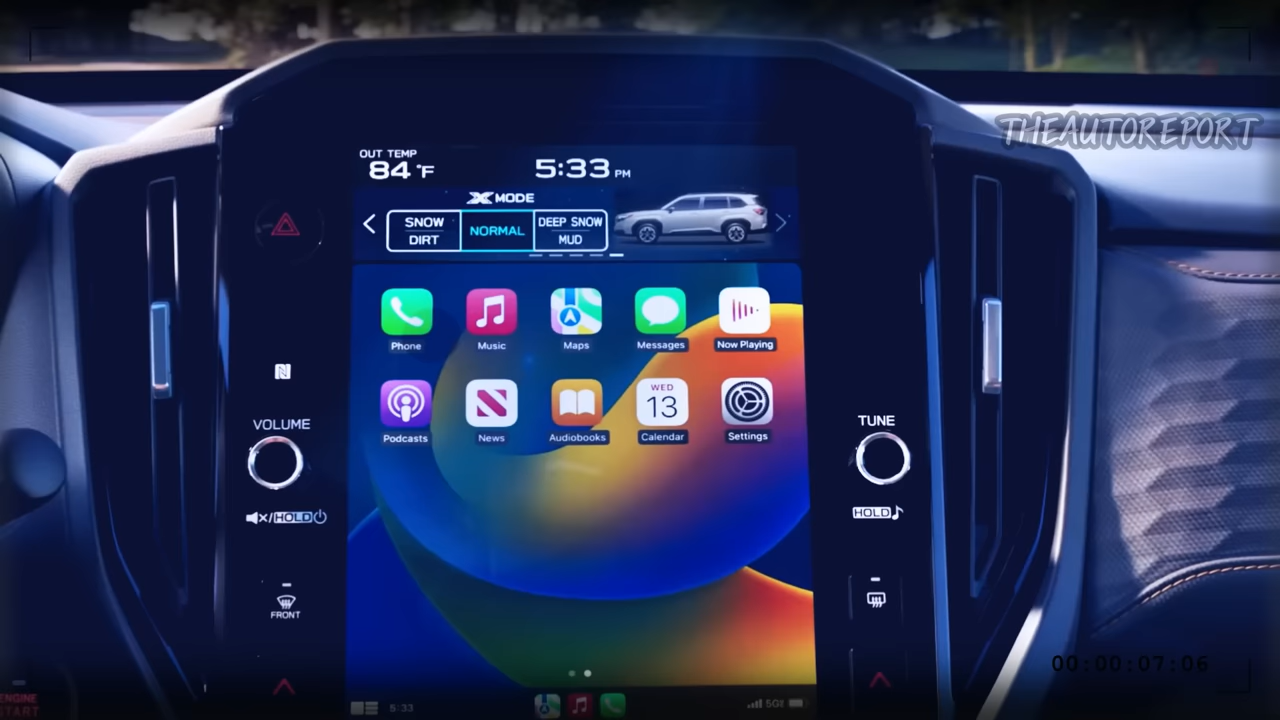 THEAUTOREPORT
OUT TEMP
84 °F
5:33 PM
X MODE
SNOW
DIRT
NORMAL
DEEP SNOW
MUD
Phone
Music
Maps
Messages
Now Playing
WED
13
Podcasts
News
Audiobooks
Calendar
Settings
VOLUME
HOLD
FRONT
TUNE
HOLD
ENGINE
START
5:33
5G
00:00:07:06